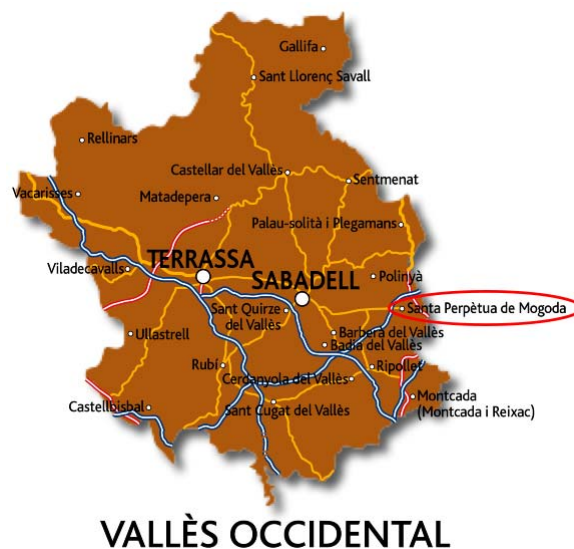 Gallifa
Sant Llorenç Savall
Rellinars
Castellar del Vallès
Sentmenat
Vacarisses
Matadepera
Palau-solità i Plegamans
TERRASSA
Viladecavalls
Polinyà
SABADELL
Sant Quirze
del Vallès
Santa Perpètua de Mogoda
Ullastrell
Barberà del Vallès
Badia del Vallès
Rubí
Ripollet
Cerdanyola del Vallès
Castellbisbal
Sant Cugat del Vallès
Montcada
(Montcada i Reixac)
VALLÈS OCCIDENTAL